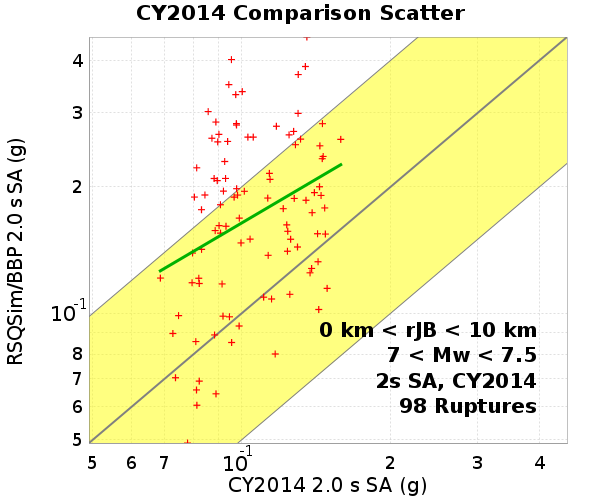 CY2014 Comparison Scatter
RSQSim/BBP 2.0 s SA (g)
4
3
2
10-1
8
7
6
5
0 km < rJB < 10 km
7 < Mw < 7.5
2s SA, CY2014
98 Ruptures
5 6 7 10-1 2 3 4
CY2014 2.0 s SA (g)